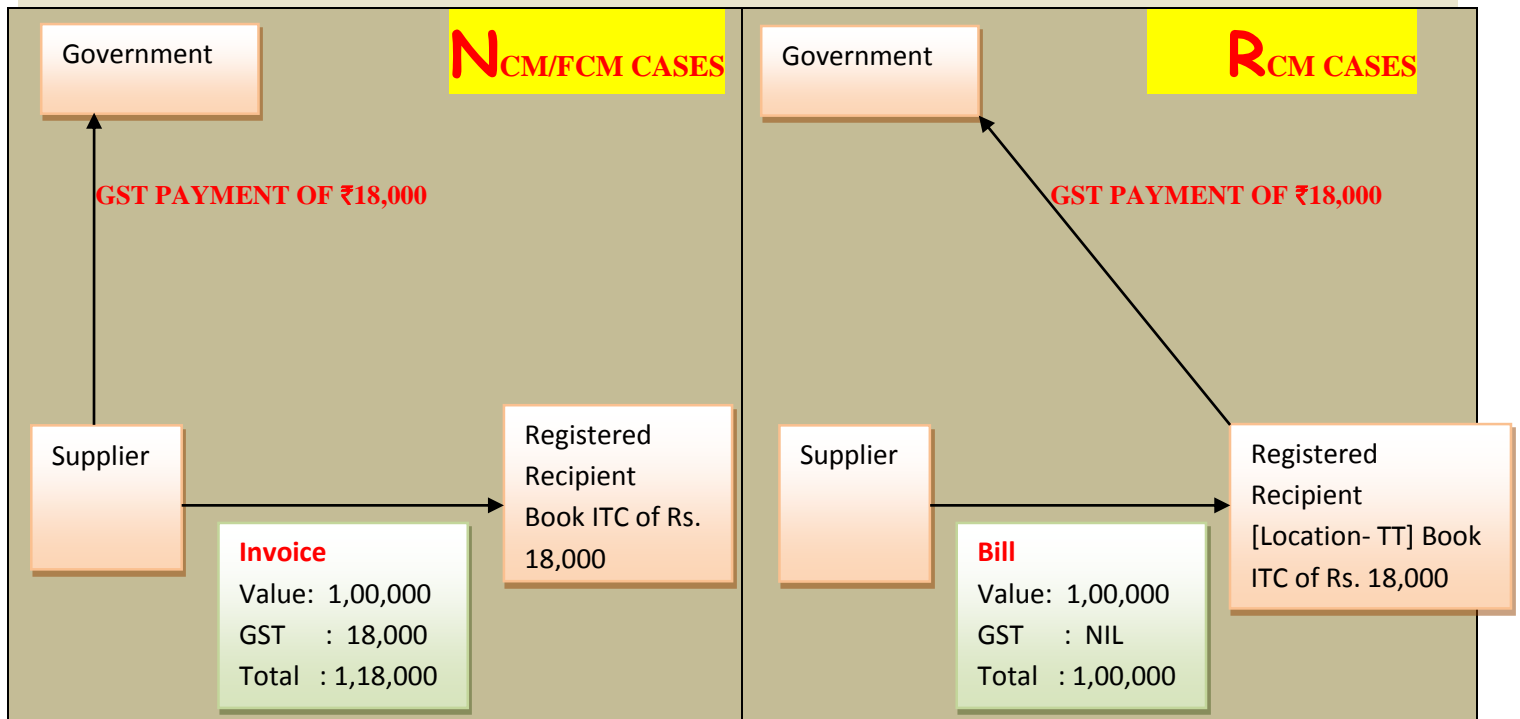 Government
NCM/FCM CASES
GST PAYMENT OF ₹18,000
Supplier
Registered
Recipient
Book ITC of Rs.
18,000
Invoice
Value: 1,00,000
GST : 18,000
Total : 1,18,000
Government
RCM CASES
GST PAYMENT OF ₹18,000
Supplier
Registered
Recipient
[Location- TT] Book
ITC of Rs. 18,000
Bill
Value: 1,00,000
GST : NIL
Total : 1,00,000